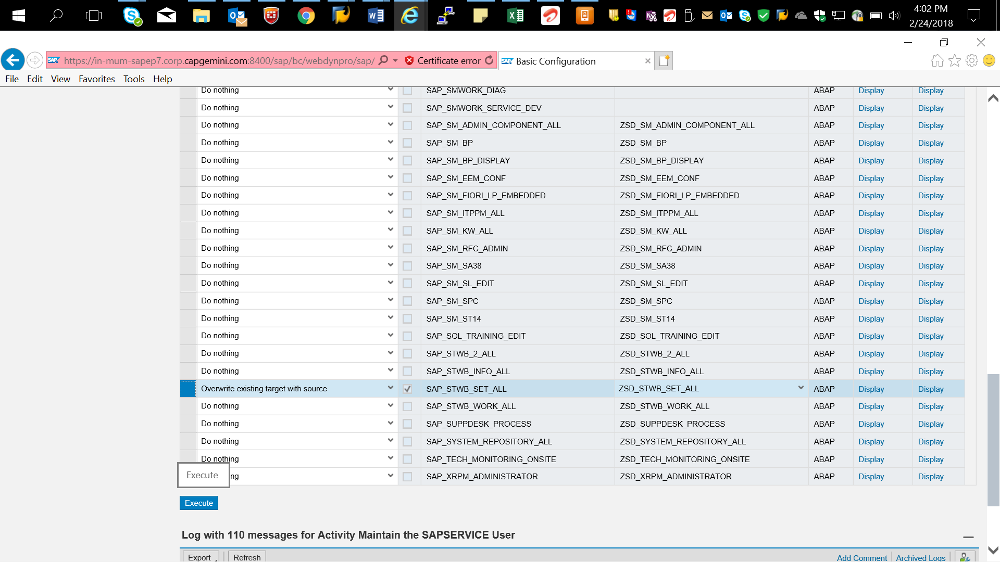 4:02 PM
2/24/2018
https://in-mum-sapep7.corp.capgemini.com:8400/sap/bc/webdynpro/sap/ Certificate error SAP Basic Configuration
File Edit View Favorites Tools Help
Do nothing SAP_SMWORK_DIAG ABAP Display Display
Do nothing SAP_SMWORK_SERVICE_DEV ABAP Display Display
Do nothing SAP_SM_ADMIN_COMPONENT_ALL ZSD_SM_ADMIN_COMPONENT_ALL ABAP Display Display
Do nothing SAP_SM_BP ZSD_SM_BP ABAP Display Display
Do nothing SAP_SM_BP_DISPLAY ZSD_SM_BP_DISPLAY ABAP Display Display
Do nothing SAP_SM_EEM_CONF ZSD_SM_EEM_CONF ABAP Display Display
Do nothing SAP_SM_FIORI_LP_EMBEDDED ZSD_SM_FIORI_LP_EMBEDDED ABAP Display Display
Do nothing SAP_SM_ITPPM_ALL ZSD_SM_ITPPM_ALL ABAP Display Display
Do nothing SAP_SM_KW_ALL ZSD_SM_KW_ALL ABAP Display Display
Do nothing SAP_SM_RFC_ADMIN ZSD_SM_RFC_ADMIN ABAP Display Display
Do nothing SAP_SM_SA38 ZSD_SM_SA38 ABAP Display Display
Do nothing SAP_SM_SL_EDIT ZSD_SM_SL_EDIT ABAP Display Display
Do nothing SAP_SM_SPC ZSD_SM_SPC ABAP Display Display
Do nothing SAP_SM_ST14 ZSD_SM_ST14 ABAP Display Display
Do nothing SAP_SOL_TRAINING_EDIT ZSD_SOL_TRAINING_EDIT ABAP Display Display
Do nothing SAP_STWB_2_ALL ZSD_STWB_2_ALL ABAP Display Display
Do nothing SAP_STWB_INFO_ALL ZSD_STWB_INFO_ALL ABAP Display Display
Overwrite existing target with source SAP_STWB_SET_ALL ZSD_STWB_SET_ALL ABAP Display Display
Do nothing SAP_STWB_WORK_ALL ZSD_STWB_WORK_ALL ABAP Display Display
Do nothing SAP_SUPPDESK_PROCESS ZSD_SUPPDESK_PROCESS ABAP Display Display
Do nothing SAP_SYSTEM_REPOSITORY_ALL ZSD_SYSTEM_REPOSITORY_ALL ABAP Display Display
Do nothing SAP_TECH_MONITORING_ONSITE ZSD_TECH_MONITORING_ONSITE ABAP Display Display
Execute ng SAP_XRPM_ADMINISTRATOR ZSD_XRPM_ADMINISTRATOR ABAP Display Display
Execute
Log with 110 messages for Activity Maintain the SAPSERVICE User
Export Refresh Add Comment Archived Logs